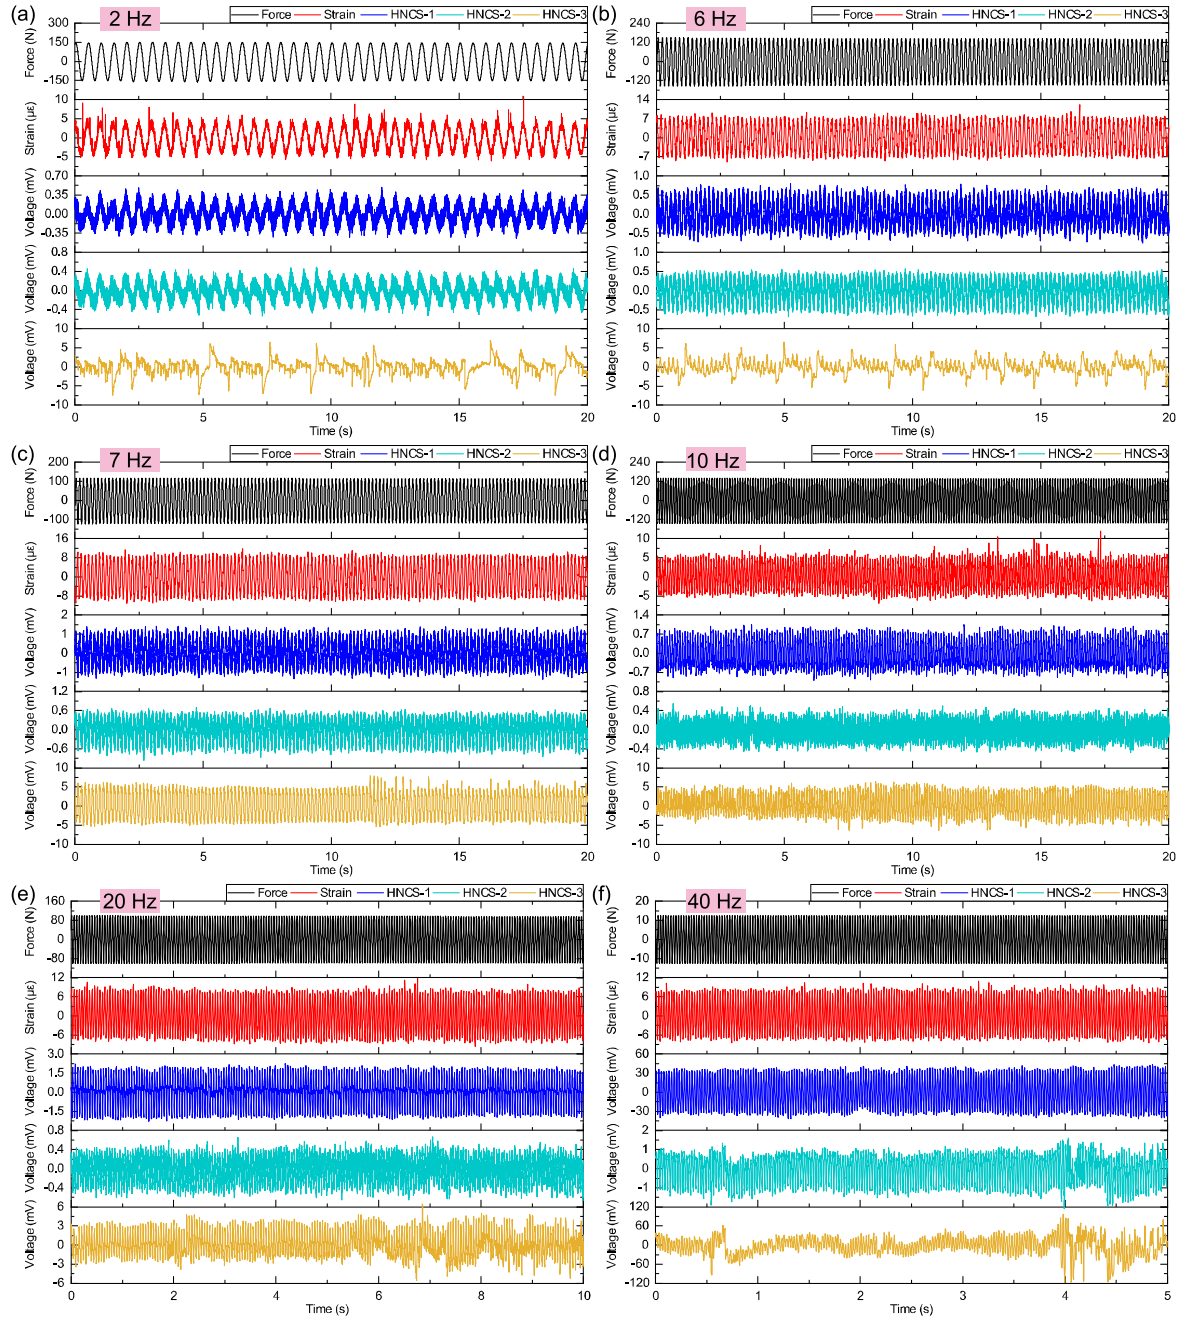 (a) 2 Hz Force Strain HNCS-1 HNCS-2 HNCS-3
Force (N) 300 150 0 -150
Strain (με) 10 5 0 -5
Voltage (mV) 0.70 0.35 0.00 -0.35
Voltage (mV) 0.8 0.4 0.0 -0.4
Voltage (mV) 10 5 0 -5 -10
0 5 10 15 20
Time (s)
(b) 6 Hz Force Strain HNCS-1 HNCS-2 HNCS-3
Force (N) 240 120 0 -120
Strain (με) 14 7 0 -7
Voltage (mV) 1.0 0.5 0.0 -0.5
Voltage (mV) 1.0 0.5 0.0 -0.5
Voltage (mV) 10 5 0 -5 -10
0 5 10 15 20
Time (s)
(c) 7 Hz Force Strain HNCS-1 HNCS-2 HNCS-3
Force (N) 200 100 0 -100
Strain (με) 16 8 0 -8
Voltage (mV) 2 1 0 -1
Voltage (mV) 1.2 0.6 0.0 -0.6
Voltage (mV) 10 5 0 -5 -10
0 5 10 15 20
Time (s)
(d) 10 Hz Force Strain HNCS-1 HNCS-2 HNCS-3
Force (N) 240 120 0 -120
Strain (με) 10 5 0 -5
Voltage (mV) 1.4 0.7 0.0 -0.7
Voltage (mV) 0.8 0.4 0.0 -0.4
Voltage (mV) 10 5 0 -5 -10
0 5 10 15 20
Time (s)
(e) 20 Hz Force Strain HNCS-1 HNCS-2 HNCS-3
Force (N) 160 80 0 -80
Strain (με) 12 6 0 -6
Voltage (mV) 3.0 1.5 0.0 -1.5
Voltage (mV) 0.8 0.4 0.0 -0.4
Voltage (mV) 6 3 0 -3 -6
0 2 4 6 8 10
Time (s)
(f) 40 Hz Force Strain HNCS-1 HNCS-2 HNCS-3
Force (N) 20 10 0 -10
Strain (με) 12 6 0 -6
Voltage (mV) 60 30 0 -30
Voltage (mV) 2 1 0 -1
Voltage (mV) 120 60 0 -60 -120
0 1 2 3 4 5
Time (s)